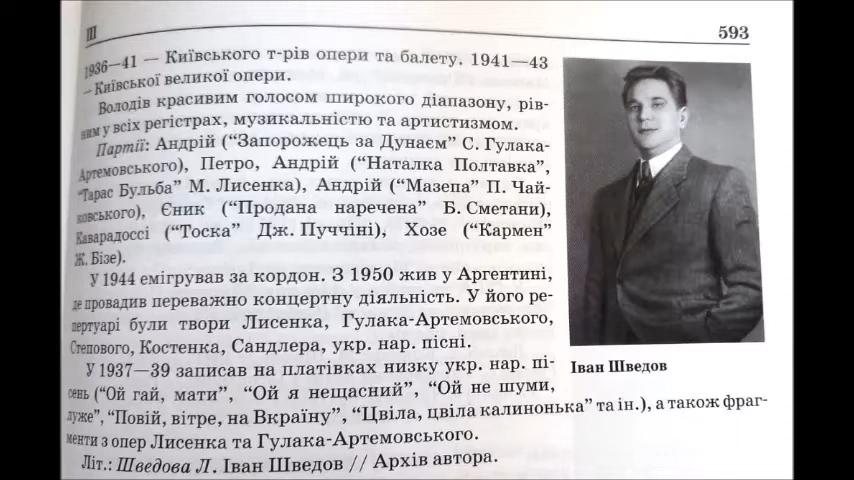 Ш 593
1936—41 — Київського т-рів опери та балету, 1941—43
– Київської великої опери.
Володів красивим голосом широкого діапазону, рів-
ним у всіх регістрах, музикальністю та артистизмом.
Партії: Андрій (“Запорожець за Дунаєм” С. Гулака-
Артемовського), Петро, Андрій (“Наталка Полтавка”,
“Тарас Бульба” М. Лисенка), Андрій (“Мазепа” П. Чай-
ковського), Єник (“Продана наречена” Б. Сметани),
Каварадоссі (“Тоска” Дж. Пуччіні), Хозе (“Кармен”
Ж. Бізе).
У 1944 емігрував за кордон. З 1950 жив у Аргентині,
де провадив переважно концертну діяльність. У його ре-
пертуарі були твори Лисенка, Гулака-Артемовського,
Степового, Костенка, Сандлера, укр. нар. пісні.
У 1937—39 записав на платівках низку укр. нар. пі-
сень (“Ой гай, мати”, “Ой я нещасний”, “Ой не шуми,
луже”, “Повій, вітре, на Вкраїну”, “Цвіла, цвіла калинонька” та ін.), а також фраг-
менти з опер Лисенка та Гулака-Артемовського.
Літ.: Шведова Л. Іван Шведов // Архів автора.
Іван Шведов